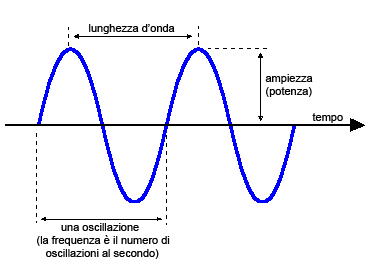 lunghezza d'onda
ampiezza
(potenza)
tempo
una oscillazione
(la frequenza è il numero di
oscillazioni al secondo)